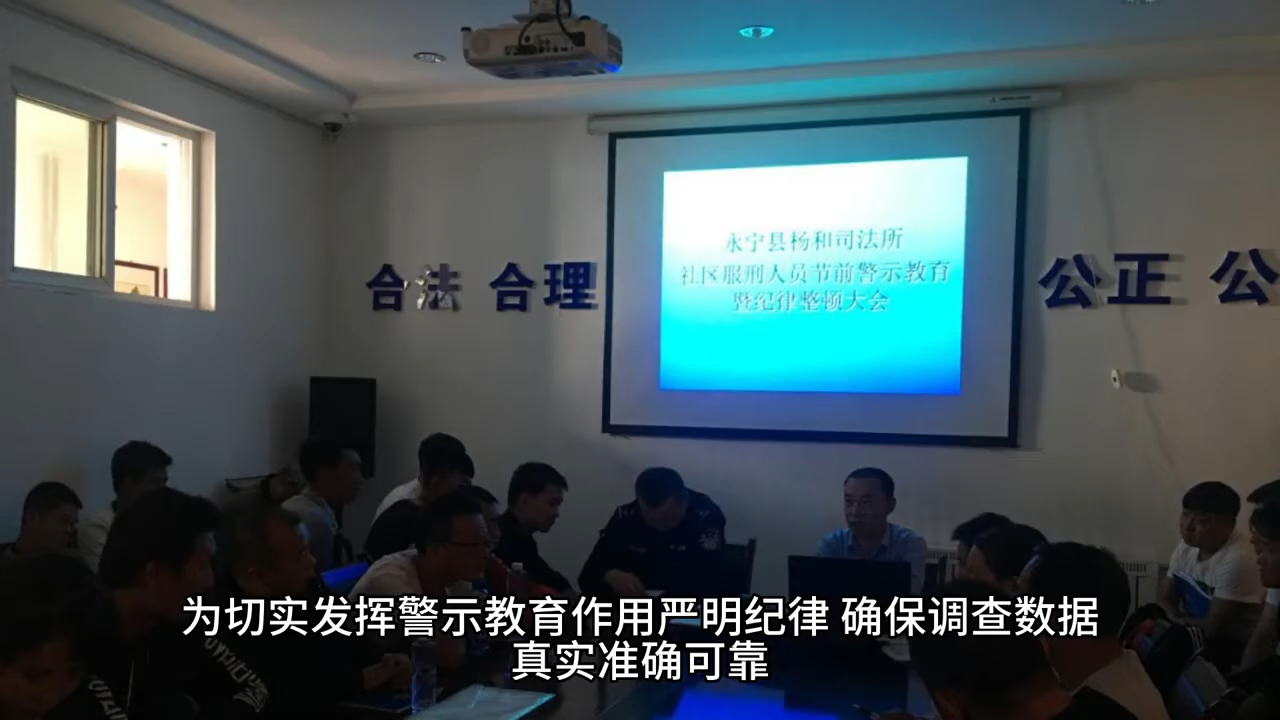 永宁县杨和司法所
社区服刑人员节前警示教育
暨纪律整顿大会
合法 合理
公正 公
为切实发挥警示教育作用严明纪律 确保调查数据
真实准确可靠